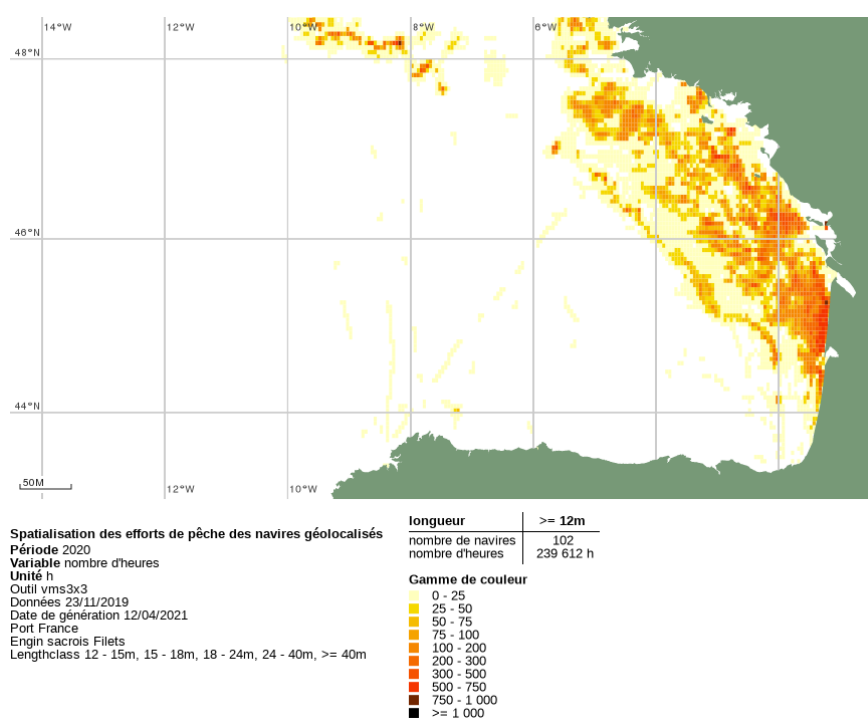 14°W 12°W 10°W 8°W 6°W
48°N
46°N
44°N
50M
12°W 10°W
Spatialisation des efforts de pêche des navires géolocalisés
Période 2020
Variable nombre d'heures
Unité h
Outil vms3x3
Données 23/11/2019
Date de génération 12/04/2021
Port France
Engin sacrois Filets
Lengthclass 12 - 15m, 15 - 18m, 18 - 24m, 24 - 40m, >= 40m
longueur >= 12m
nombre de navires 102
nombre d'heures 239 612 h
Gamme de couleur
0 - 25
25 - 50
50 - 75
75 - 100
100 - 200
200 - 300
300 - 500
500 - 750
750 - 1 000
>= 1 000